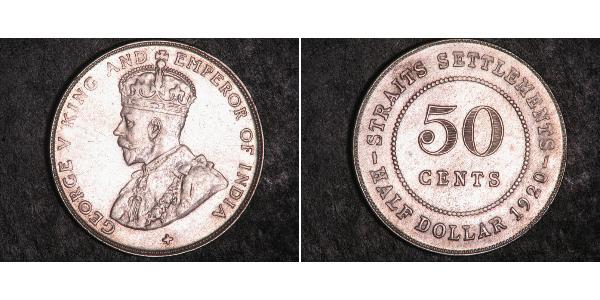 GEORGE V KING AND EMPEROR OF INDIA
STRAITS SETTLEMENTS
50
CENTS
HALF DOLLAR 1920